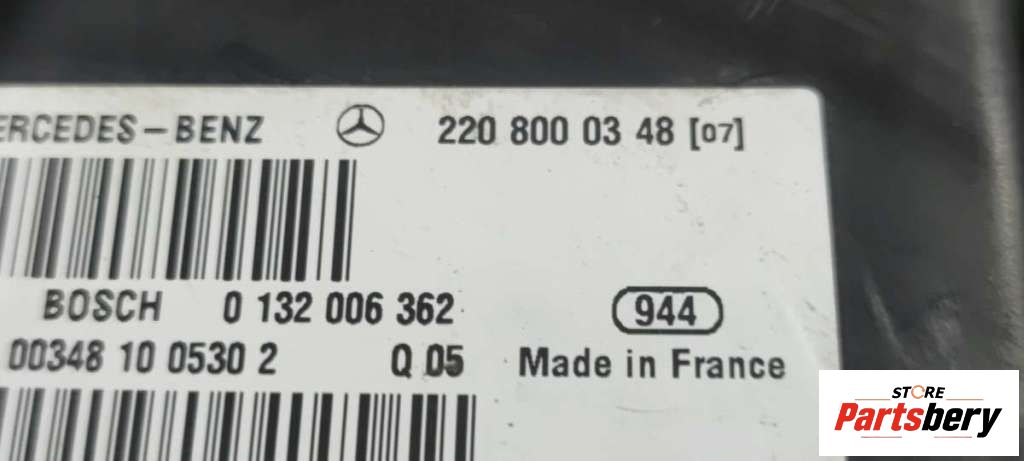 ERCEDES-BENZ 220 800 03 48 [07]
BOSCH 0 132 006 362
944
00348 10 0530 2 Q 05 Made in France
STORE
Partsbery